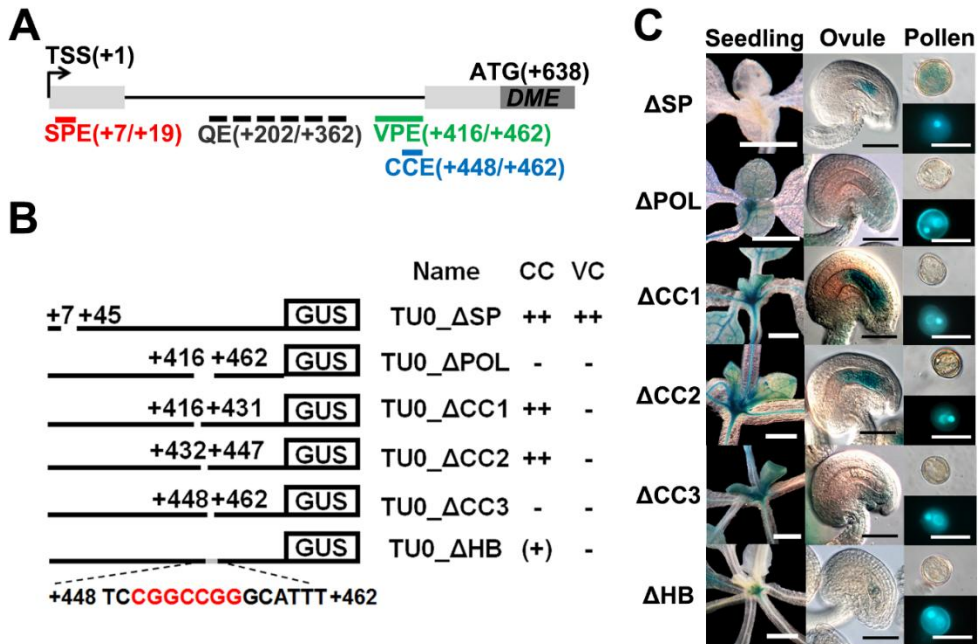 A
TSS(+1)
ATG(+638)
DME
SPE(+7/+19)
QE(+202/+362)
VPE(+416/+462)
CCE(+448/+462)
B
Name CC VC
+7 +45 GUS TU0_ΔSP ++ ++
+416 +462 GUS TU0_ΔPOL - -
+416 +431 GUS TU0_ΔCC1 ++ -
+432 +447 GUS TU0_ΔCC2 ++ -
+448 +462 GUS TU0_ΔCC3 - -
GUS TU0_ΔHB (+) -
+448 TCCGGCCGGGCATTT +462
C
Seedling Ovule Pollen
ΔSP
ΔPOL
ΔCC1
ΔCC2
ΔCC3
ΔHB